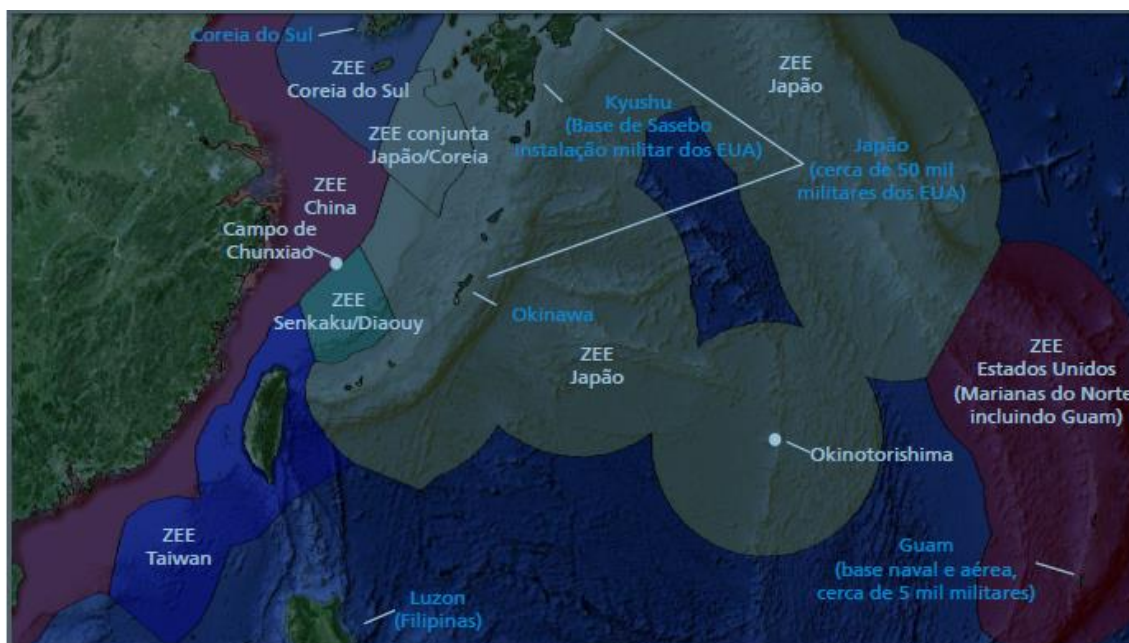 Coreia do Sul
ZEE
Coreia do Sul
ZEE conjunta
Japão/Coreia
Kyushu
(Base de Sasebo
instalação militar dos EUA)
ZEE
Japão
Japão
(cerca de 50 mil
militares dos EUA)
ZEE
China
Campo de
Chunxiao
ZEE
Senkaku/Diaouy
Okinawa
ZEE
Japão
ZEE
Estados Unidos
(Marianas do Norte
incluindo Guam)
Okinotorishima
ZEE
Taiwan
Guam
(base naval e aérea,
cerca de 5 mil militares)
Luzon
(Filipinas)